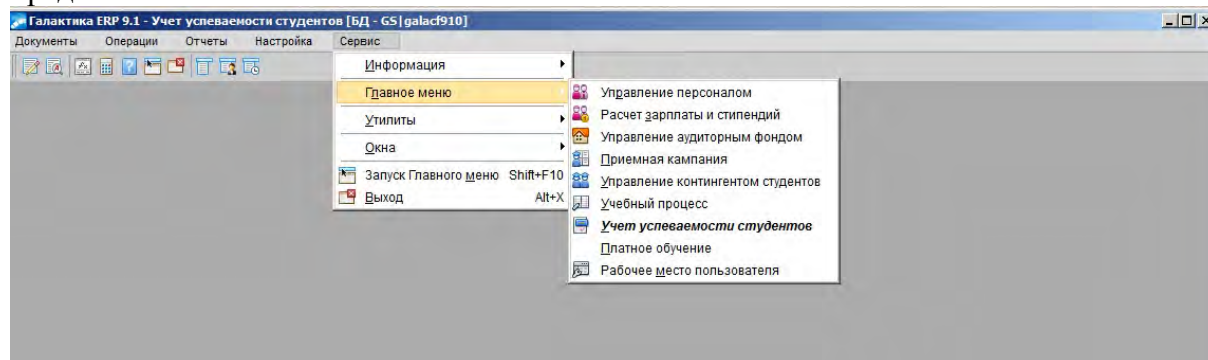 Галактика ERP 9.1 - Учет успеваемости студентов [БД - GS|galacf910]
Документы Операции Отчеты Настройка Сервис
Информация
Главное меню
Утилиты
Окна
Запуск Главного меню Shift+F10
Выход Alt+X
Управление персоналом
Расчет зарплаты и стипендий
Управление аудиторным фондом
Приемная кампания
Управление контингентом студентов
Учебный процесс
Учет успеваемости студентов
Платное обучение
Рабочее место пользователя